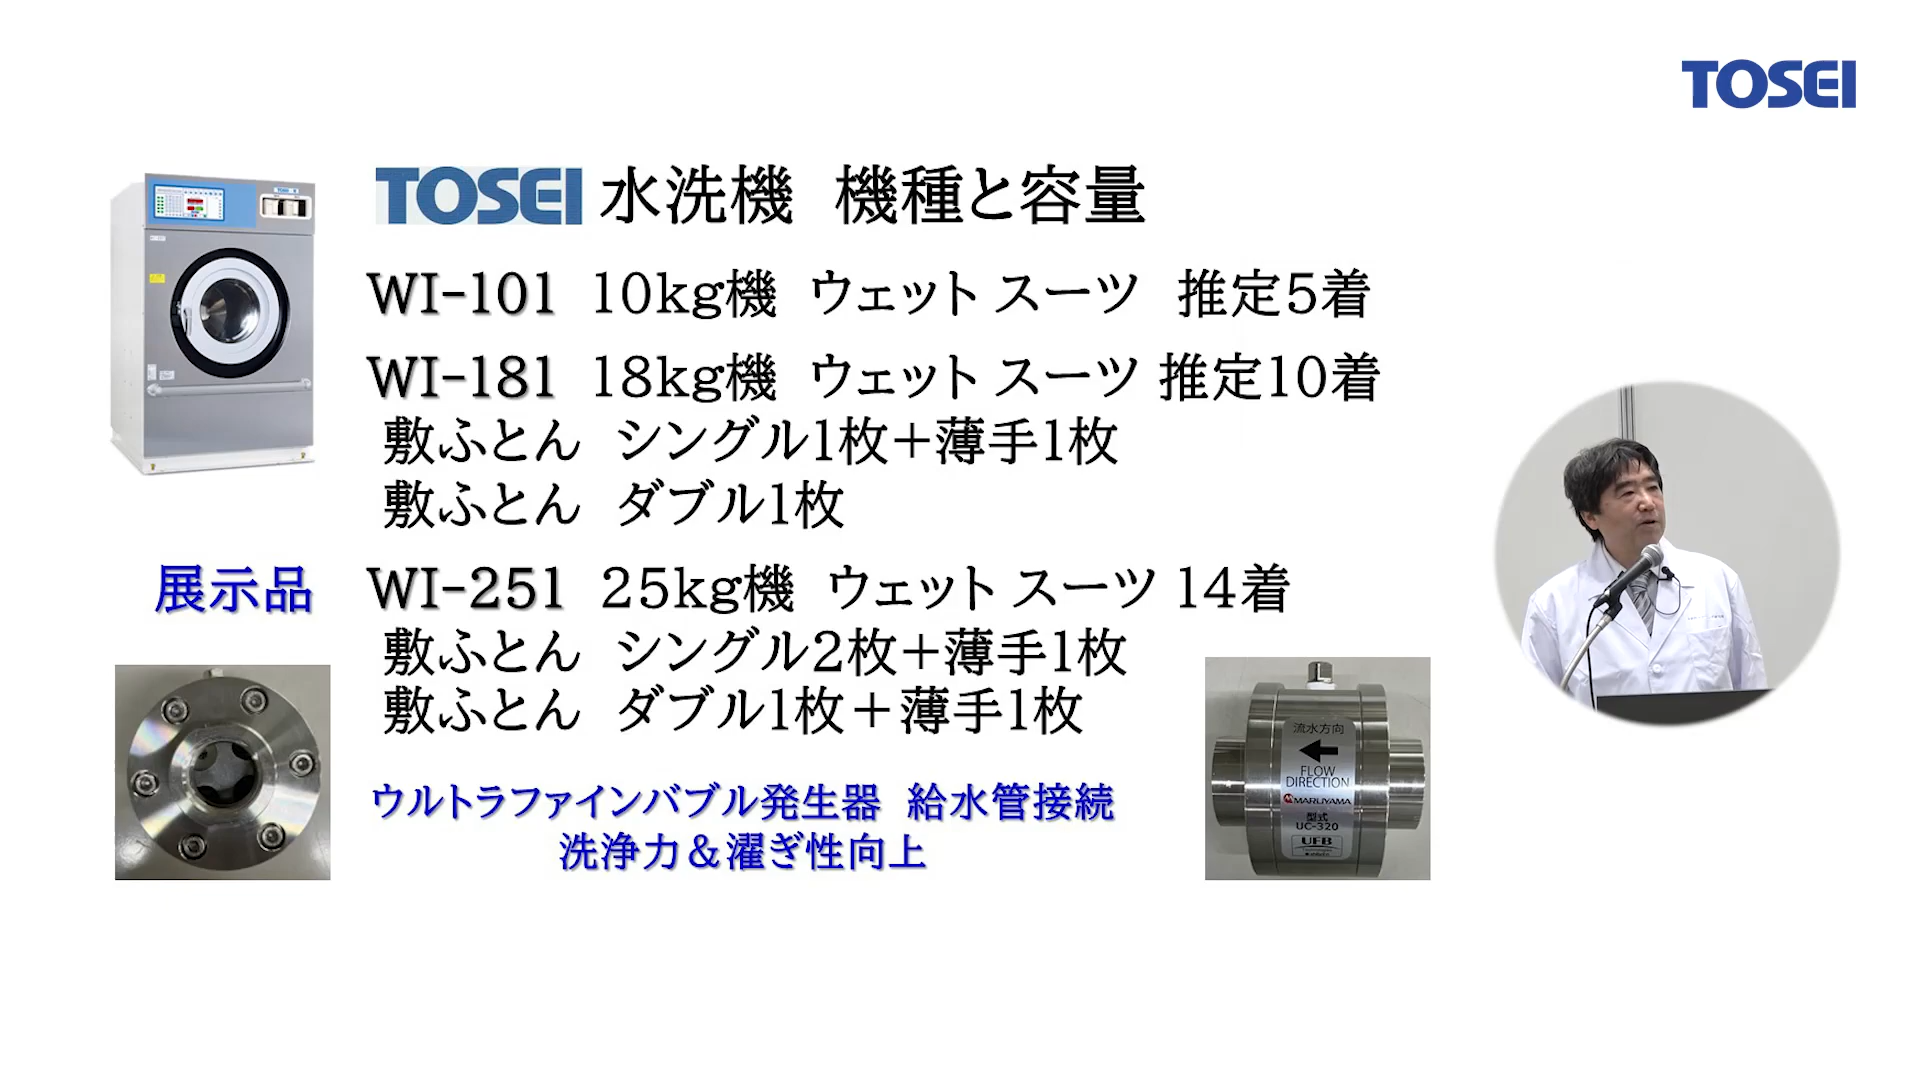 TOSEI
TOSEI 水洗機 機種と容量
WI-101 10kg機 ウェット スーツ 推定5着
WI-181 18kg機 ウェット スーツ 推定10着
敷ふとん シングル1枚＋薄手1枚
敷ふとん ダブル1枚
展示品 WI-251 25kg機 ウェット スーツ 14着
敷ふとん シングル2枚＋薄手1枚
敷ふとん ダブル1枚＋薄手1枚
ウルトラファインバブル発生器 給水管接続
洗浄力＆濯ぎ性向上
流水方向
FLOW
DIRECTION
MARUYAMA
型式
UC-320
UFB